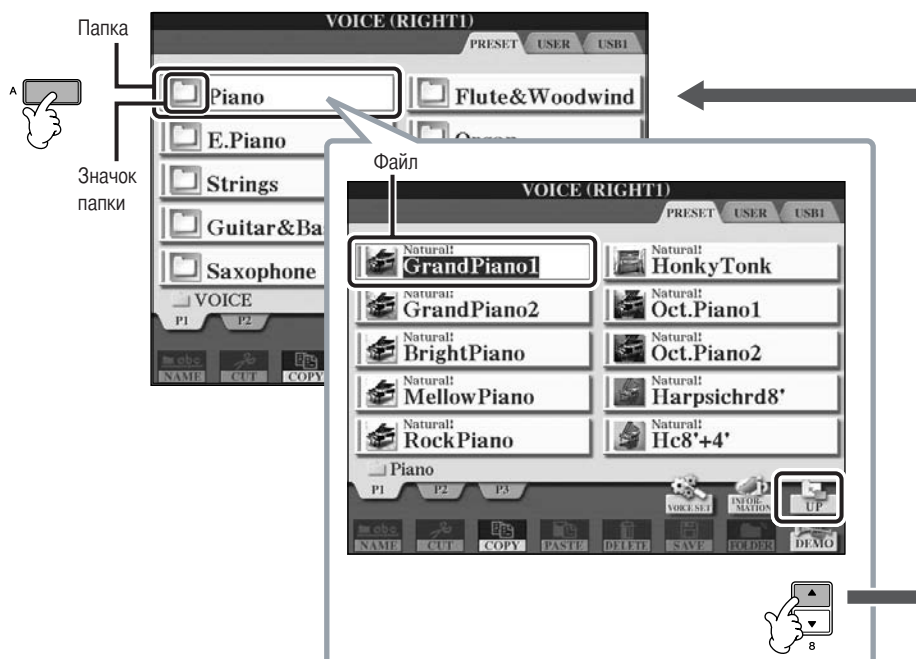 Папка
VOICE (RIGHT1)
PRESET USER USB1
A
Piano
Flute&Woodwind
E.Piano
Значок
папки
Strings
Guitar&Ba
Saxophone
VOICE
P1 P2
NAME CUT COPY
Файл
VOICE (RIGHT1)
PRESET USER USB1
Natural!
GrandPiano1
Natural!
HonkyTonk
Natural!
GrandPiano2
Natural!
Oct.Piano1
Natural!
BrightPiano
Natural!
Oct.Piano2
Natural!
MellowPiano
Natural!
Harpsichrd8'
Natural!
RockPiano
Natural!
Hc8'+4'
Piano
P1 P2 P3
VOICE SET
INFOR-
MATION
UP
NAME CUT COPY PASTE DELETE SAVE FOLDER DEMO
8